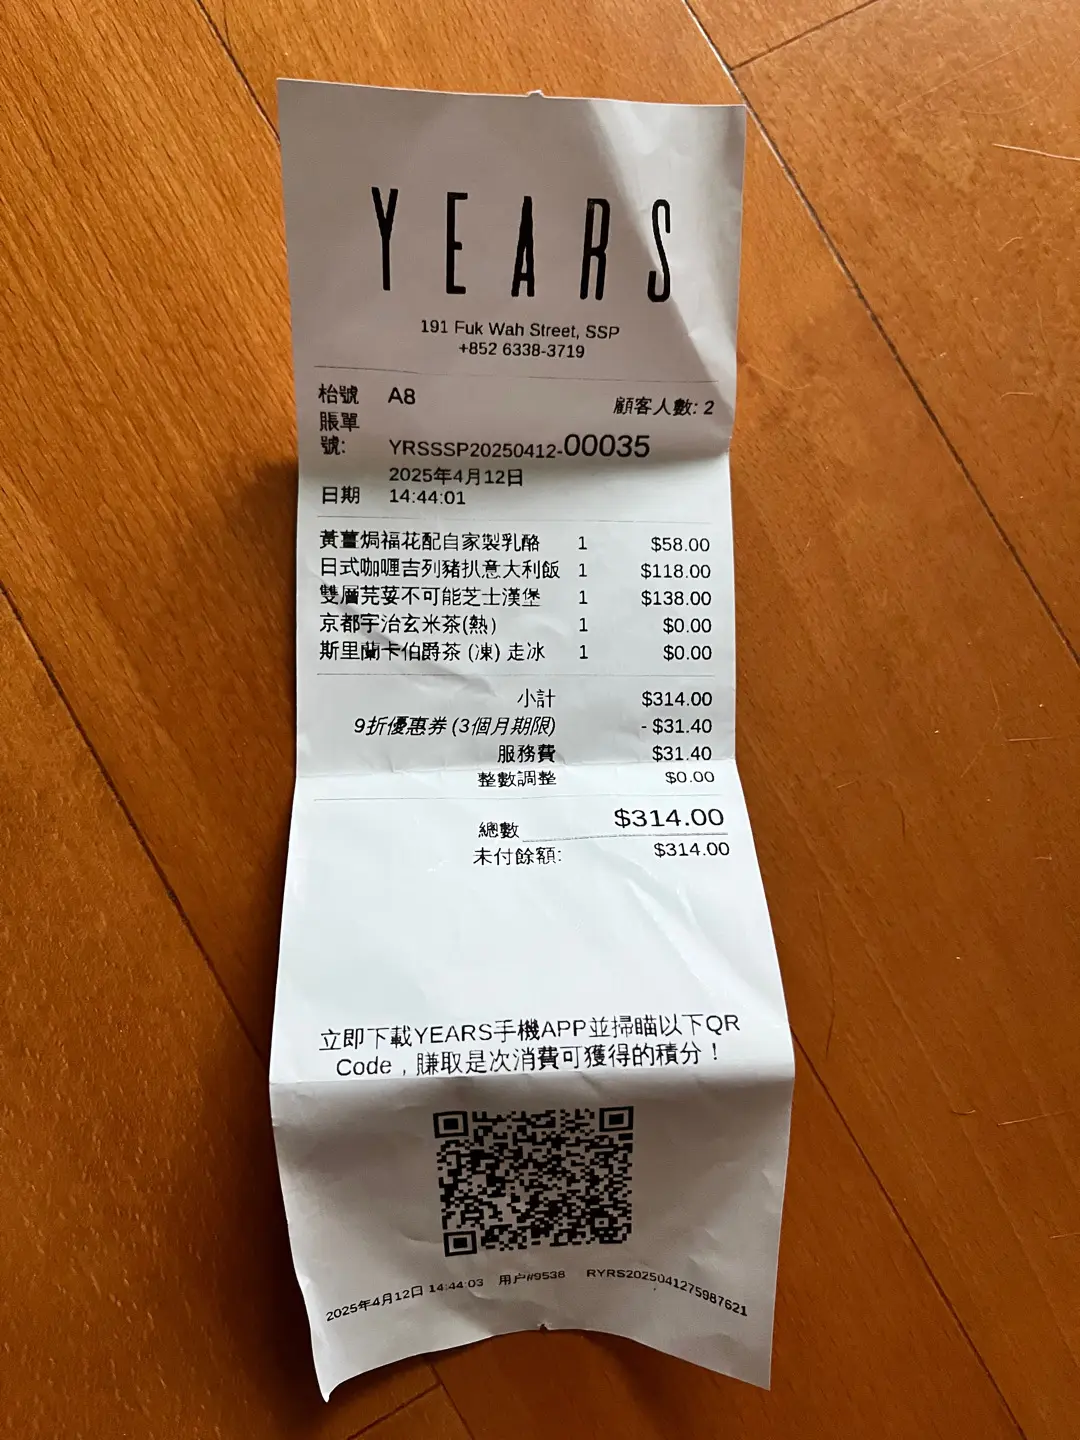 YEARS
191 Fuk Wah Street, SSP
+852 6338-3719
枱號 A8 顧客人數: 2
賬單
號: YRSSSP20250412-00035
2025年4月12日
日期 14:44:01
黃薑焗福花配自家製乳酪 1 $58.00
日式咖喱吉列豬扒意大利飯 1 $118.00
雙層芫荽不可能芝士漢堡 1 $138.00
京都宇治玄米茶(熱) 1 $0.00
斯里蘭卡伯爵茶 (凍) 走冰 1 $0.00
小計 $314.00
9折優惠券 (3個月期限) - $31.40
服務費 $31.40
整數調整 $0.00
總數 $314.00
未付餘額: $314.00
立即下載YEARS手機APP並掃瞄以下QR
Code，賺取是次消費可獲得的積分！
2025年4月12日 14:44:03 用户#9538 RYRS2025041275987621